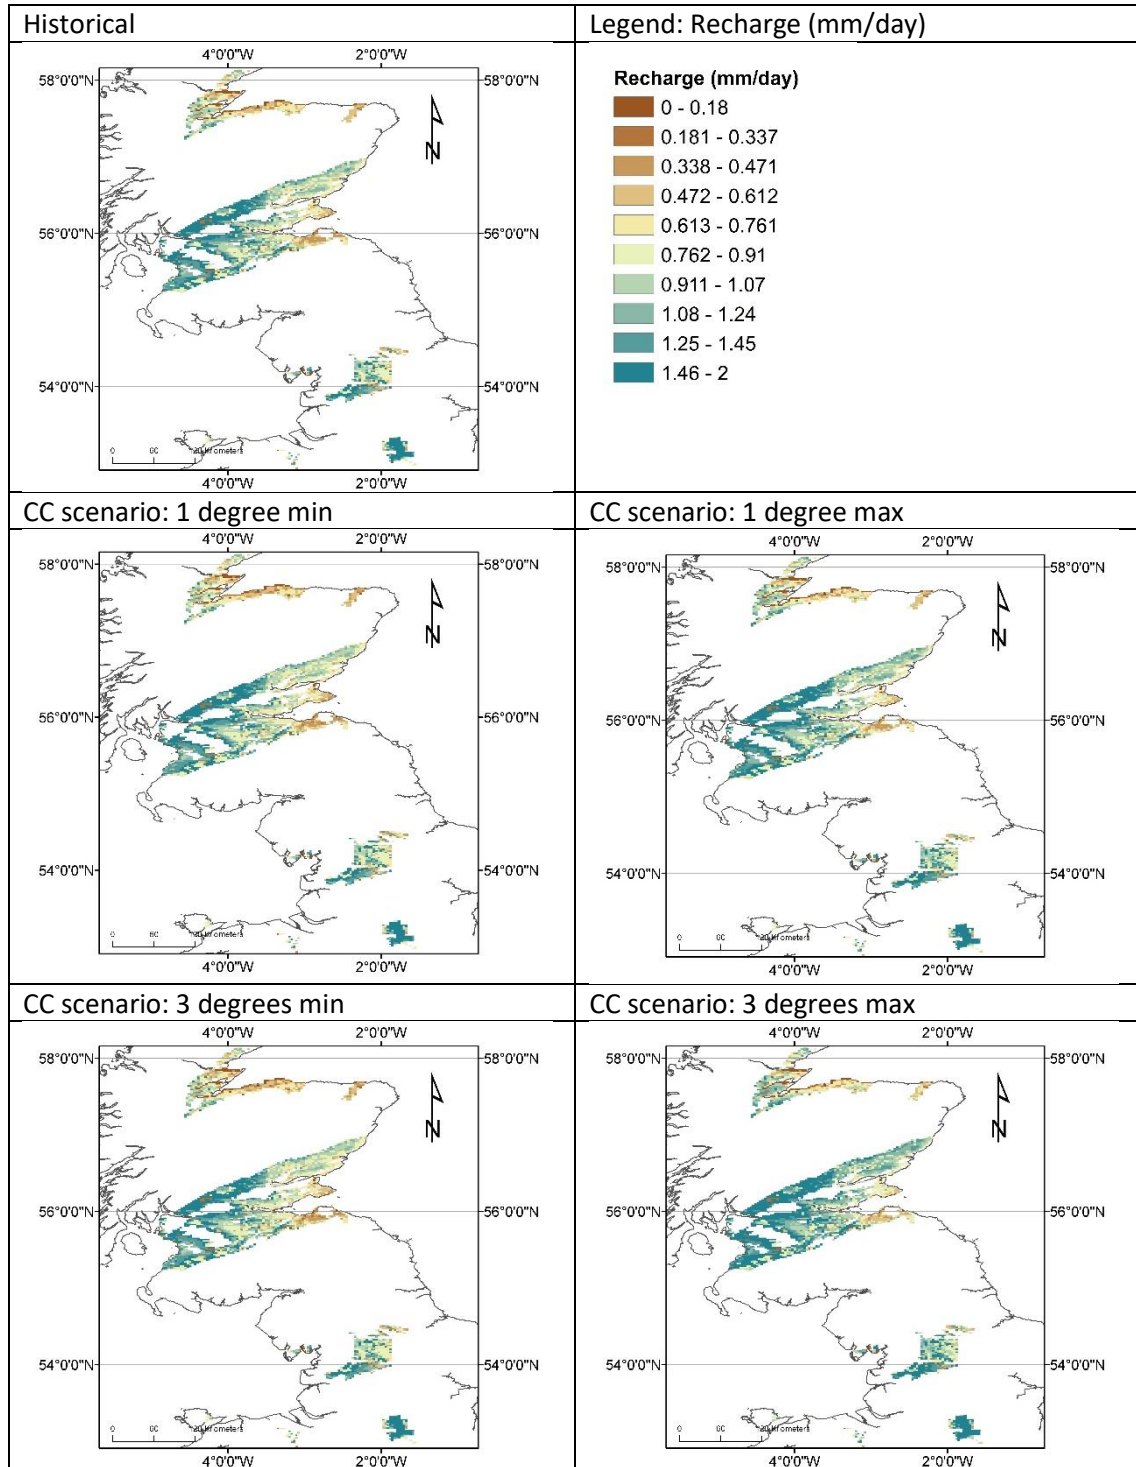 Historical
Legend: Recharge (mm/day)
4°0'0"W 2°0'0"W
58°0'0"N 58°0'0"N
N
56°0'0"N 56°0'0"N
54°0'0"N 54°0'0"N
0 60
4°0'0"W 2°0'0"W
Recharge (mm/day)
0 - 0.18
0.181 - 0.337
0.338 - 0.471
0.472 - 0.612
0.613 - 0.761
0.762 - 0.91
0.911 - 1.07
1.08 - 1.24
1.25 - 1.45
1.46 - 2
CC scenario: 1 degree min
CC scenario: 1 degree max
4°0'0"W 2°0'0"W
58°0'0"N 58°0'0"N
N
56°0'0"N 56°0'0"N
54°0'0"N 54°0'0"N
0 60
4°0'0"W 2°0'0"W
4°0'0"W 2°0'0"W
58°0'0"N 58°0'0"N
N
56°0'0"N 56°0'0"N
54°0'0"N 54°0'0"N
0 60
4°0'0"W 2°0'0"W
CC scenario: 3 degrees min
CC scenario: 3 degrees max
4°0'0"W 2°0'0"W
58°0'0"N 58°0'0"N
N
56°0'0"N 56°0'0"N
54°0'0"N 54°0'0"N
0 60
4°0'0"W 2°0'0"W
4°0'0"W 2°0'0"W
58°0'0"N 58°0'0"N
N
56°0'0"N 56°0'0"N
54°0'0"N 54°0'0"N
0 60
4°0'0"W 2°0'0"W